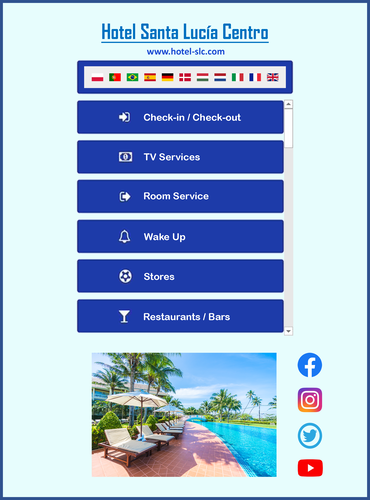 Hotel Santa Lucía Centro
www.hotel-slc.com
Check-in / Check-out
TV Services
Room Service
Wake Up
Stores
Restaurants / Bars